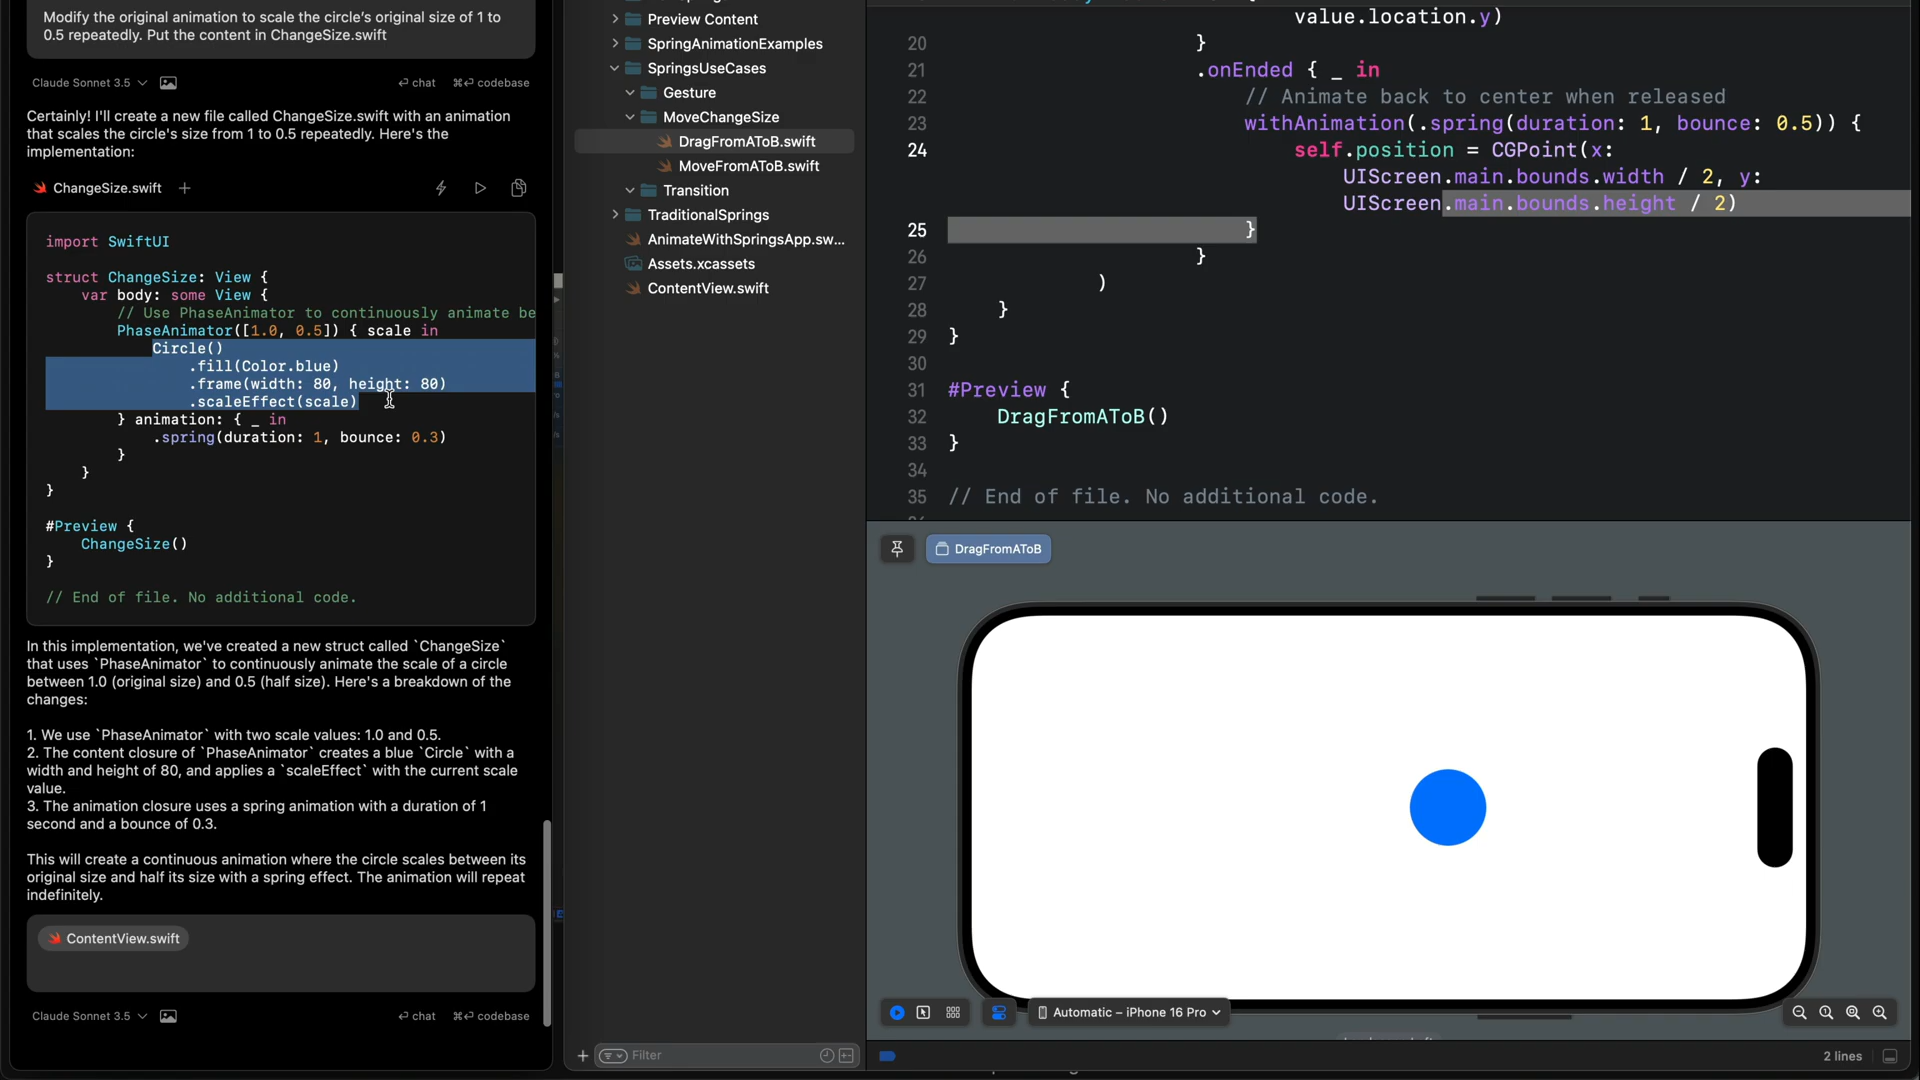 Modify the original animation to scale the circle’s original size of 1 to
0.5 repeatedly. Put the content in ChangeSize.swift
Claude Sonnet 3.5
⏎ chat
⌘⏎ codebase
Certainly! I'll create a new file called ChangeSize.swift with an animation
that scales the circle's size from 1 to 0.5 repeatedly. Here's the
implementation:
ChangeSize.swift
import SwiftUI
struct ChangeSize: View {
var body: some View {
// Use PhaseAnimator to continuously animate be
PhaseAnimator([1.0, 0.5]) { scale in
Circle()
.fill(Color.blue)
.frame(width: 80, height: 80)
.scaleEffect(scale)
} animation: { _ in
.spring(duration: 1, bounce: 0.3)
}
}
}
#Preview {
ChangeSize()
}
// End of file. No additional code.
In this implementation, we've created a new struct called `ChangeSize`
that uses `PhaseAnimator` to continuously animate the scale of a circle
between 1.0 (original size) and 0.5 (half size). Here's a breakdown of the
changes:
1. We use `PhaseAnimator` with two scale values: 1.0 and 0.5.
2. The content closure of `PhaseAnimator` creates a blue `Circle` with a
width and height of 80, and applies a `scaleEffect` with the current scale
value.
3. The animation closure uses a spring animation with a duration of 1
second and a bounce of 0.3.
This will create a continuous animation where the circle scales between its
original size and half its size with a spring effect. The animation will repeat
indefinitely.
ContentView.swift
Claude Sonnet 3.5
⏎ chat
⌘⏎ codebase
Preview Content
SpringAnimationExamples
SpringsUseCases
Gesture
MoveChangeSize
DragFromAToB.swift
MoveFromAToB.swift
Transition
TraditionalSprings
AnimateWithSpringsApp.sw...
Assets.xcassets
ContentView.swift
Filter
value.location.y)
20 }
21 .onEnded { _ in
22 // Animate back to center when released
23 withAnimation(.spring(duration: 1, bounce: 0.5)) {
24 self.position = CGPoint(x:
UIScreen.main.bounds.width / 2, y:
UIScreen.main.bounds.height / 2)
25 }
26 }
27 )
28 }
29 }
30
31 #Preview {
32 DragFromAToB()
33 }
34
35 // End of file. No additional code.
DragFromAToB
Automatic – iPhone 16 Pro
2 lines